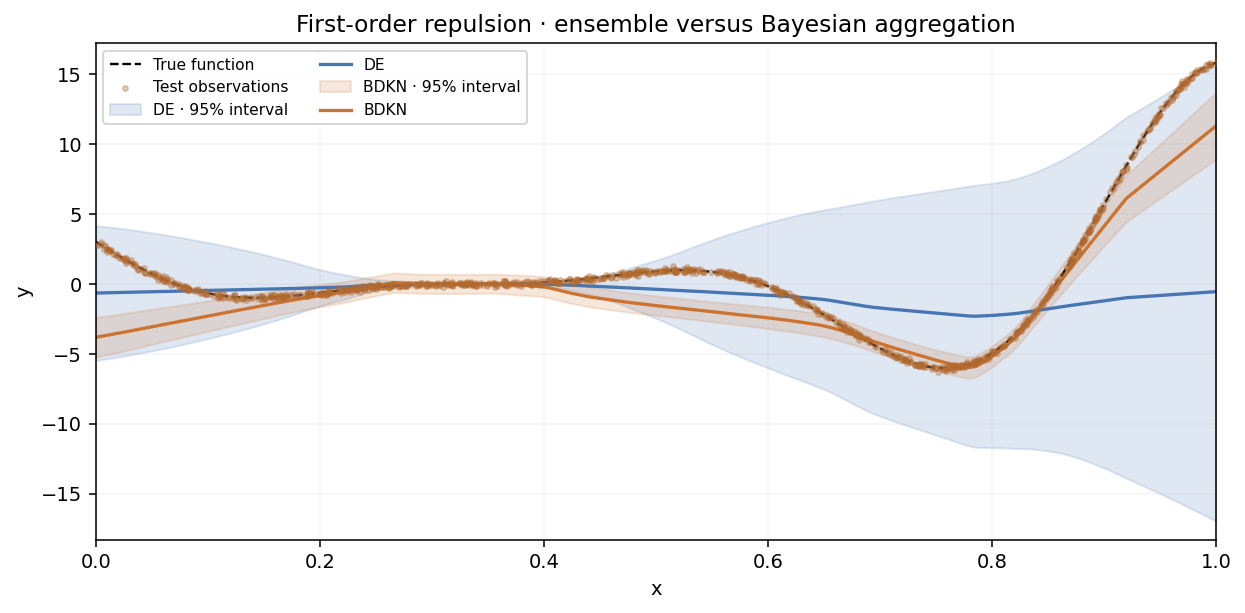 First-order repulsion · ensemble versus Bayesian aggregation
True function
Test observations
DE · 95% interval
DE
BDKN · 95% interval
BDKN
y
15
10
5
0
−5
−10
−15
0.0 0.2 0.4 0.6 0.8 1.0
x